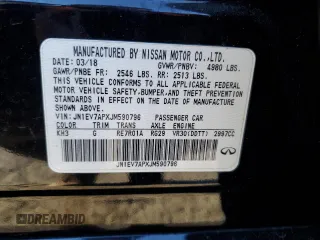 MANUFACTURED BY NISSAN MOTOR CO.,LTD.
DATE: 03/18 GVWR/PNBV: 4980 LBS.
GAWR/PNBE FR: 2546 LBS. RR: 2513 LBS.
THIS VEHICLE CONFORMS TO ALL APPLICABLE FEDERAL
MOTOR VEHICLE SAFETY, BUMPER, AND THEFT PREVENTION
STANDARDS IN EFFECT ON THE DATE OF MANUFACTURE
SHOWN ABOVE.
VIN: JN1EV7APXJM590796 PASSENGER CAR
COLOR TRIM TRANS AXLE ENGINE
KH3 G RE7R01A RG29 VR30(DDTT) 2997CC
JN1EV7APXJM590796
INFINITI
DREAMBID